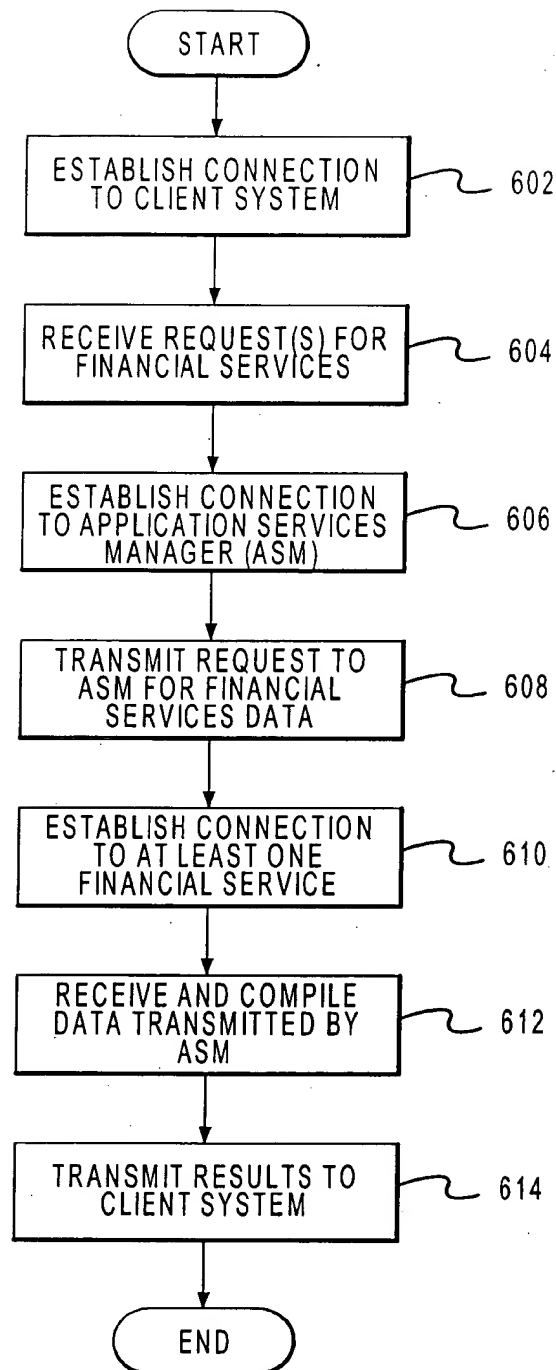 START
ESTABLISH CONNECTION
TO CLIENT SYSTEM
602
RECEIVE REQUEST(S) FOR
FINANCIAL SERVICES
604
ESTABLISH CONNECTION
TO APPLICATION SERVICES
MANAGER (ASM)
606
TRANSMIT REQUEST TO
ASM FOR FINANCIAL
SERVICES DATA
608
ESTABLISH CONNECTION
TO AT LEAST ONE
FINANCIAL SERVICE
610
RECEIVE AND COMPILE
DATA TRANSMITTED BY
ASM
612
TRANSMIT RESULTS TO
CLIENT SYSTEM
614
END